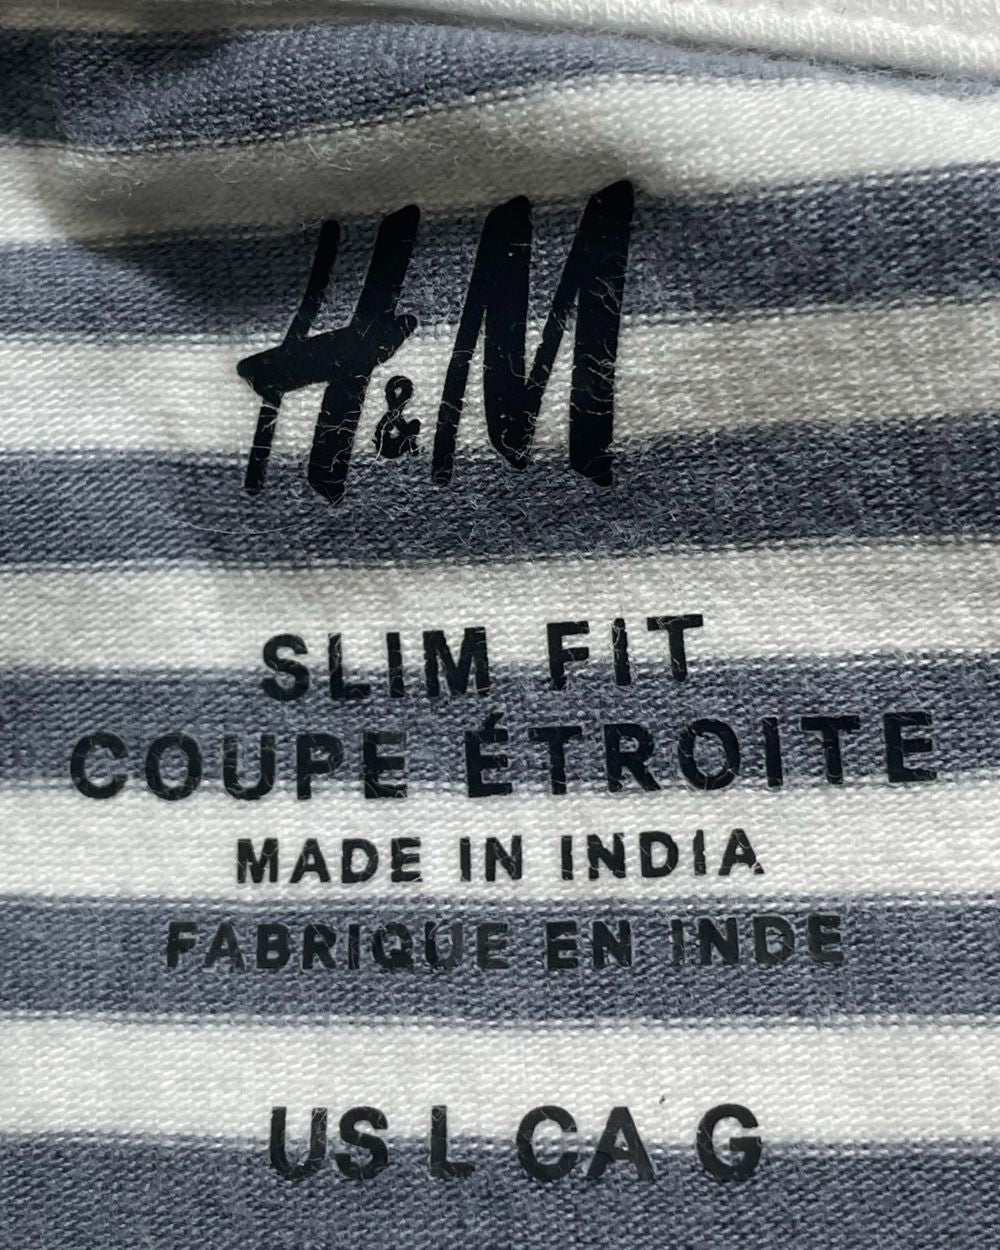 H&M
SLIM FIT
COUPE ÉTROITE
MADE IN INDIA
FABRIQUE EN INDE
US L CA G